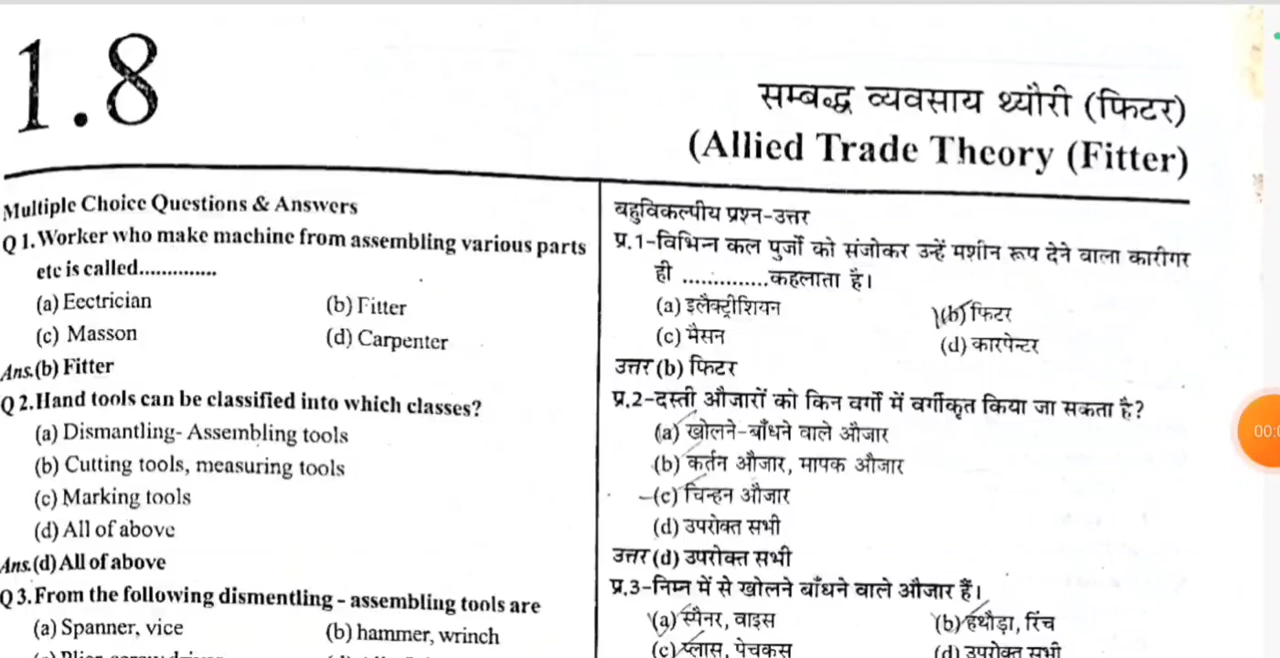 1.8
सम्बद्ध व्यवसाय थ्यौरी (फिटर)
(Allied Trade Theory (Fitter)
Multiple Choice Questions & Answers
Q 1. Worker who make machine from assembling various parts
etc is called..............
(a) Eectrician (b) Fitter
(c) Masson (d) Carpenter
Ans.(b) Fitter
Q 2. Hand tools can be classified into which classes?
(a) Dismantling- Assembling tools
(b) Cutting tools, measuring tools
(c) Marking tools
(d) All of above
Ans.(d) All of above
Q 3. From the following dismentling - assembling tools are
(a) Spanner, vice (b) hammer, wrinch
बहुविकल्पीय प्रश्न-उत्तर
प्र.1-विभिन्न कल पुर्जो को संजोकर उन्हें मशीन रूप देने वाला कारीगर
ही ..............कहलाता है।
(a) इलैक्ट्रीशियन (b) फिटर
(c) मैसन (d) कारपेन्टर
उत्तर (b) फिटर
प्र.2-दस्ती औजारों को किन वर्गो में वर्गीकृत किया जा सकता है?
(a) खोलने-बाँधने वाले औजार
(b) कर्तन औजार, मापक औजार
(c) चिन्हन औजार
(d) उपरोक्त सभी
उत्तर (d) उपरोक्त सभी
प्र.3-निम्न में से खोलने बाँधने वाले औजार हैं।
(a) स्पैनर, वाइस (b) हथौड़ा, रिंच
(c) प्लास, पेचकस (d) उपरोक्त सभी
00: